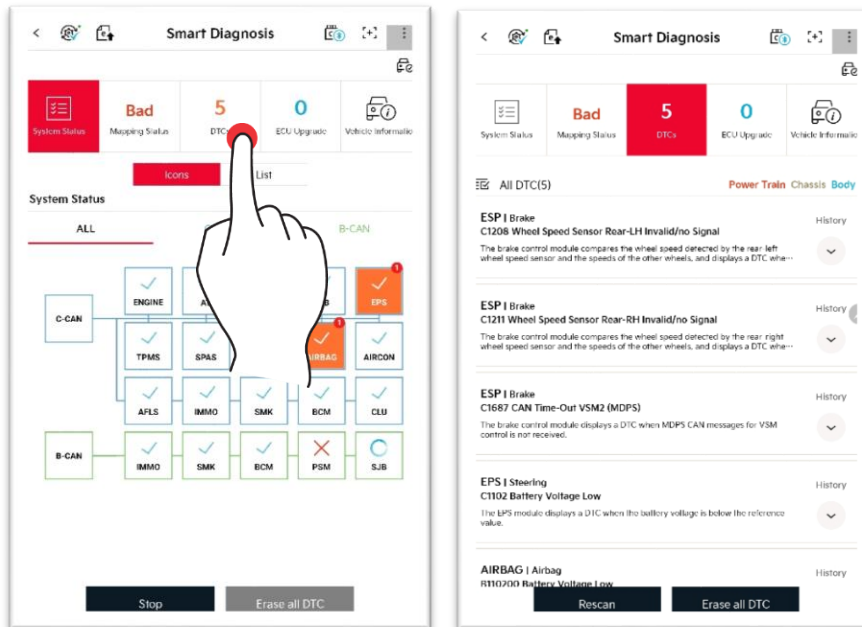 Smart Diagnosis
System Status
Bad
Mapping Status
5
DTCs
0
ECU Upgrade
Vehicle Informatio
Icons
List
System Status
ALL
B-CAN
C-CAN
ENGINE
EPS
1
TPMS
SPAS
AIRBAG
1
AIRCON
AFLS
IMMO
SMK
BCM
CLU
B-CAN
IMMO
SMK
BCM
PSM
SJB
Stop
Erase all DTC
Smart Diagnosis
System Status
Bad
Mapping Status
5
DTCs
0
ECU Upgrade
Vehicle Informatio
All DTC(5)
Power Train Chassis Body
ESP | Brake
History
C1208 Wheel Speed Sensor Rear-LH Invalid/no Signal
The brake control module compares the wheel speed detected by the rear left
wheel speed sensor and the speeds of the other wheels, and displays a DTC whe···
ESP | Brake
History
C1211 Wheel Speed Sensor Rear-RH Invalid/no Signal
The brake control module compares the wheel speed detected by the rear right
wheel speed sensor and the speeds of the other wheels, and displays a DTC whe···
ESP | Brake
History
C1687 CAN Time-Out VSM2 (MDPS)
The brake control module displays a DTC when MDPS CAN messages for VSM
control is not received.
EPS | Steering
History
C1102 Battery Voltage Low
The EPS module displays a DTC when the battery voltage is below the reference
value.
AIRBAG | Airbag
History
B110200 Battery Voltage Low
Rescan
Erase all DTC